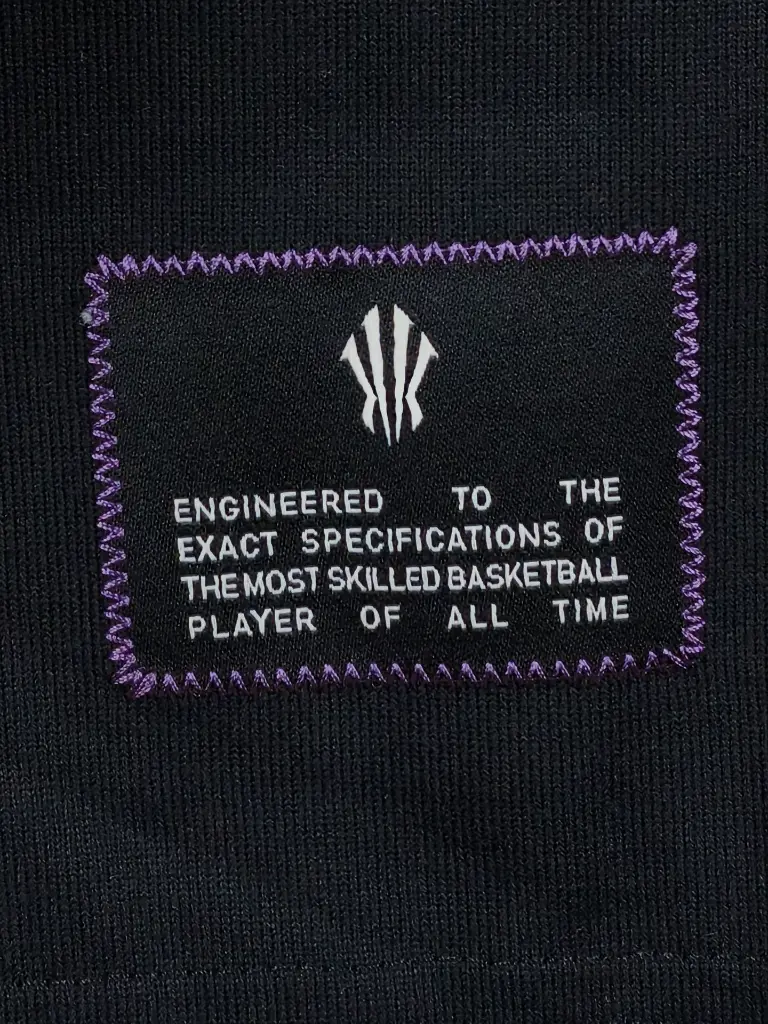 ENGINEERED TO THE
EXACT SPECIFICATIONS OF
THE MOST SKILLED BASKETBALL
PLAYER OF ALL TIME